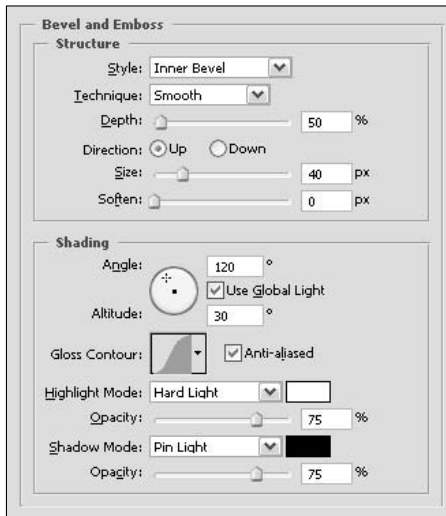 Bevel and Emboss
Structure
Style: Inner Bevel
Technique: Smooth
Depth: 50 %
Direction: Up Down
Size: 40 px
Soften: 0 px
Shading
Angle: 120 °
Use Global Light
Altitude: 30 °
Gloss Contour: Anti-aliased
Highlight Mode: Hard Light
Opacity: 75 %
Shadow Mode: Pin Light
Opacity: 75 %